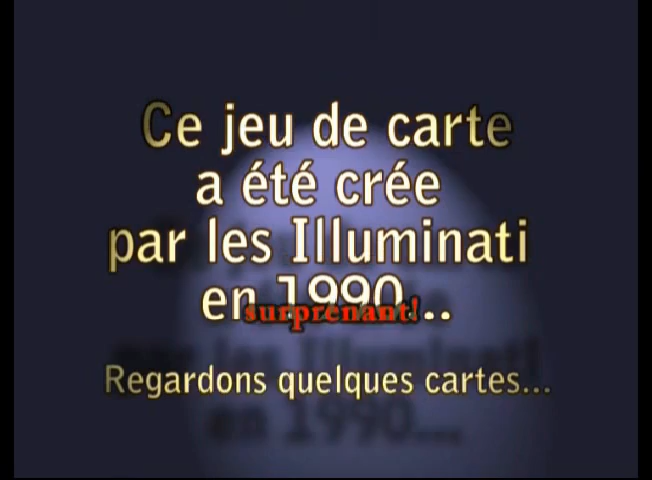 Ce jeu de carte
a été crée
par les Illuminati
en 1990...
surprenant!
Regardons quelques cartes...